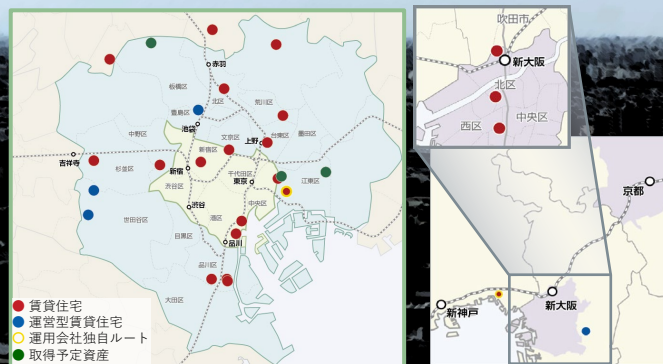 赤羽
板橋区
北区
荒川区
豊島区
池袋
中野区
文京区
上野
台東区
墨田区
吉祥寺
杉並区
新宿
新宿区
千代田区
東京
江東区
渋谷区
渋谷
中央区
港区
世田谷区
目黒区
品川
品川区
大田区
賃貸住宅
運営型賃貸住宅
運用会社独自ルート
取得予定資産
吹田市
新大阪
北区
中央区
西区
京都
新大阪
新神戸